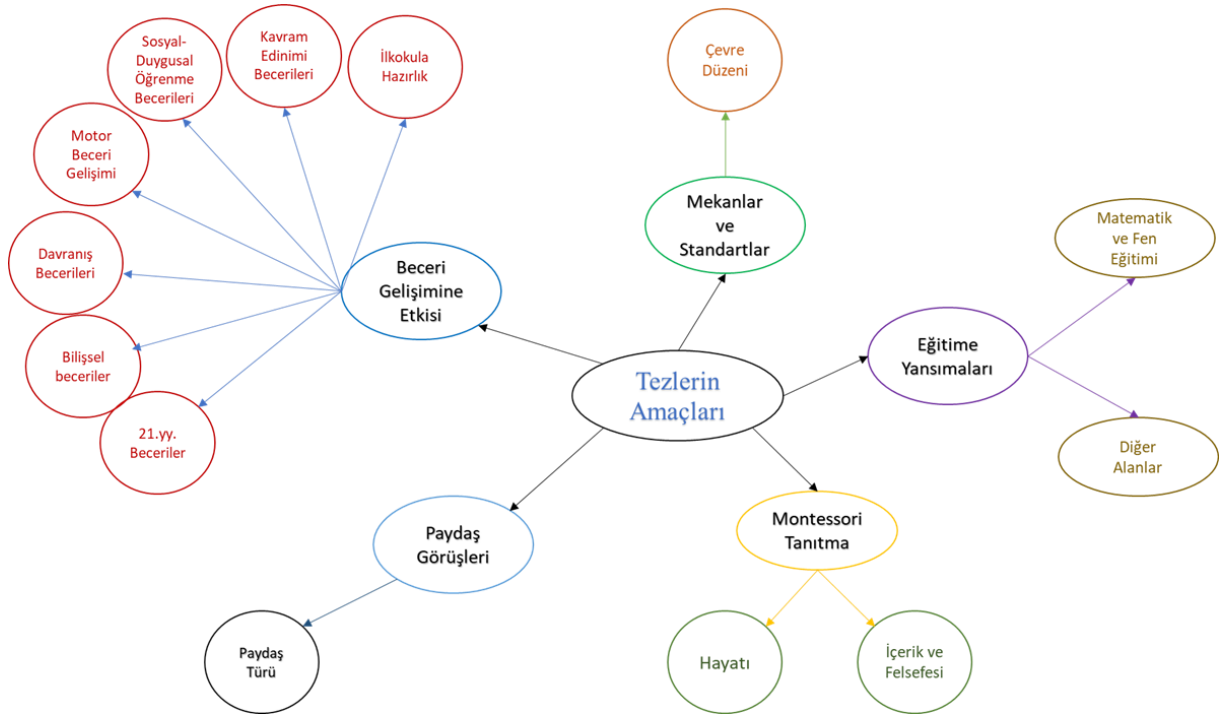 Sosyal-
Duygusal
Öğrenme
Becerileri
Kavram
Edinimi
Becerileri
İlkokula
Hazırlık
Çevre
Düzeni
Motor
Beceri
Gelişimi
Mekanlar
ve
Standartlar
Matematik
ve Fen
Eğitimi
Davranış
Becerileri
Beceri
Gelişimine
Etkisi
Eğitime
Yansımaları
Bilişsel
beceriler
Tezlerin
Amaçları
21.yy.
Beceriler
Diğer
Alanlar
Paydaş
Görüşleri
Montessori
Tanıtma
Paydaş
Türü
Hayatı
İçerik ve
Felsefesi